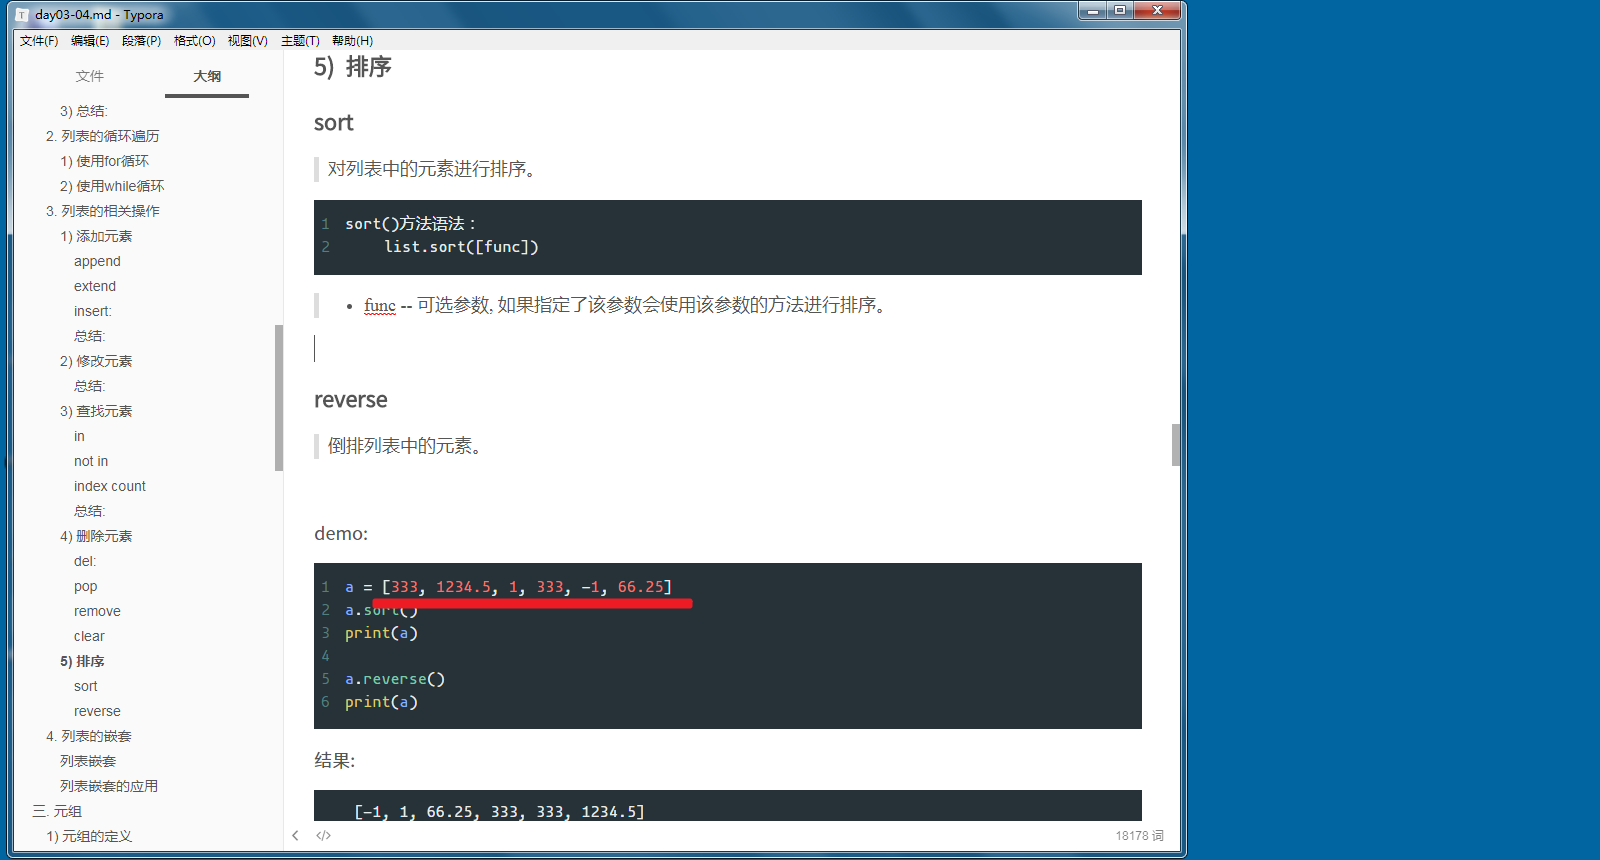 day03-04.md - Typora
文件(F) 编辑(E) 段落(P) 格式(O) 视图(V) 主题(T) 帮助(H)
文件 大纲
3) 总结:
2. 列表的循环遍历
1) 使用for循环
2) 使用while循环
3. 列表的相关操作
1) 添加元素
append
extend
insert:
总结:
2) 修改元素
总结:
3) 查找元素
in
not in
index count
总结:
4) 删除元素
del:
pop
remove
clear
5) 排序
sort
reverse
4. 列表的嵌套
列表嵌套
列表嵌套的应用
三. 元组
1) 元组的定义
5) 排序
sort
对列表中的元素进行排序。
1 sort()方法语法：
2 list.sort([func])
• func -- 可选参数, 如果指定了该参数会使用该参数的方法进行排序。
reverse
倒排列表中的元素。
demo:
1 a = [333, 1234.5, 1, 333, -1, 66.25]
2 a.sort()
3 print(a)
4
5 a.reverse()
6 print(a)
结果:
[-1, 1, 66.25, 333, 333, 1234.5]
18178 词